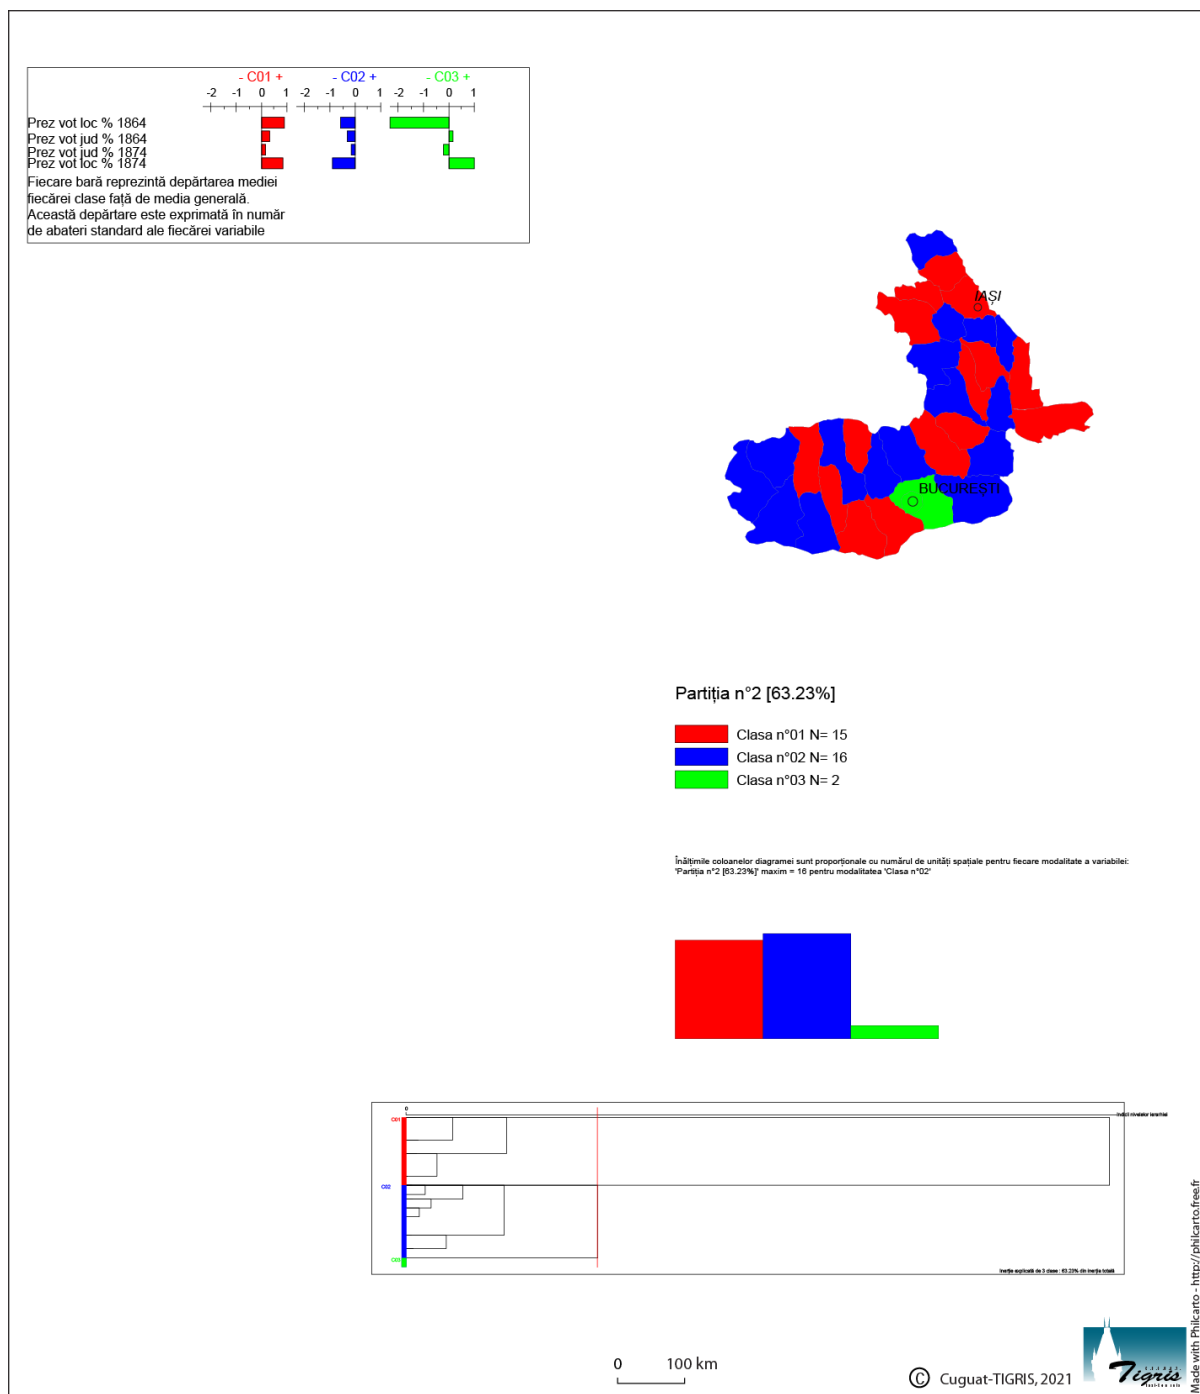 - C01 +
- C02 +
- C03 +
-2 -1 0 1
-2 -1 0 1
-2 -1 0 1
Prez vot loc % 1864
Prez vot jud % 1864
Prez vot jud % 1874
Prez vot loc % 1874
Fiecare bară reprezintă depărtarea mediei
fiecărei clase față de media generală.
Această depărtare este exprimată în număr
de abateri standard ale fiecărei variabile
IAȘI
BUCUREȘTI
Partiția n°2 [63.23%]
Clasa n°01 N= 15
Clasa n°02 N= 16
Clasa n°03 N= 2
Înălțimile coloanelor diagramei sunt proporționale cu numărul de unități spațiale pentru fiecare modalitate a variabilei:
'Partiția n°2 [63.23%]' maxim = 16 pentru modalitatea 'Clasa n°02'
0
Indicii nivelelor ierarhiei
C01
C02
C03
Inerție explicată de 3 clase : 63.23% din inerția totală
0 100 km
© Cuguat-TIGRIS, 2021
Tigris
Made with Philcarto - http://philcarto.free.fr